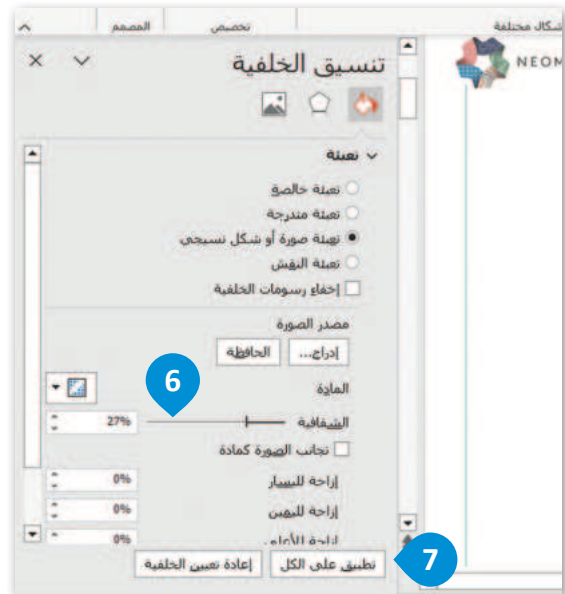 أشكال مختلفة
تخصيص
المصمم
NEOM
تنسيق الخلفية
تعبئة
تعبئة خالصة
تعبئة متدرجة
تعبئة صورة أو شكل نسيجي
تعبئة النقش
إخفاء رسومات الخلفية
مصدر الصورة
إدراج... الحافظة
6
المادة
الشفافية 27%
تجانب الصورة كمادة
إزاحة لليسار 0%
إزاحة لليمين 0%
إزاحة للأعلى 0%
تطبيق على الكل إعادة تعيين الخلفية
7